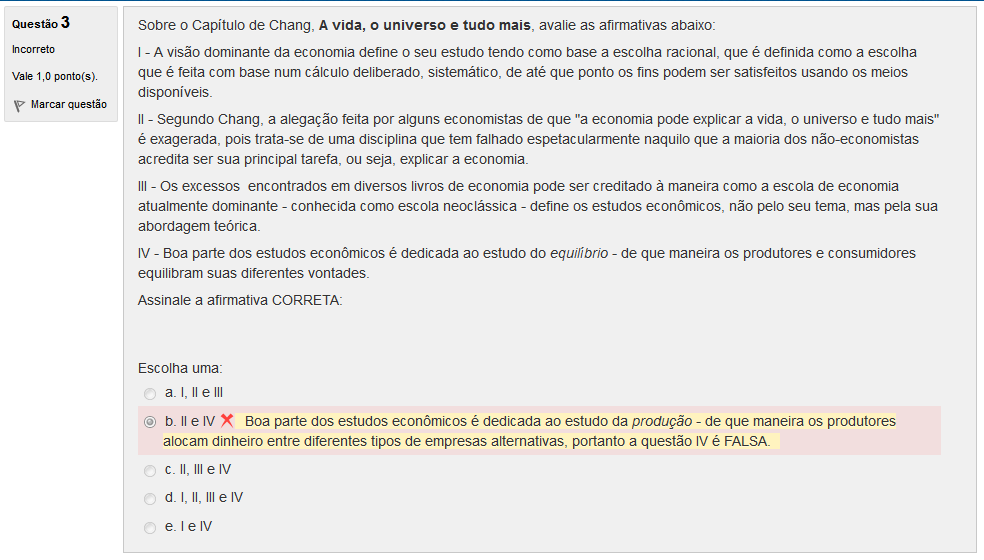 Questão 3
Incorreto
Vale 1,0 ponto(s).
Marcar questão
Sobre o Capítulo de Chang, A vida, o universo e tudo mais, avalie as afirmativas abaixo:
I - A visão dominante da economia define o seu estudo tendo como base a escolha racional, que é definida como a escolha
que é feita com base num cálculo deliberado, sistemático, de até que ponto os fins podem ser satisfeitos usando os meios
disponíveis.
II - Segundo Chang, a alegação feita por alguns economistas de que "a economia pode explicar a vida, o universo e tudo mais"
é exagerada, pois trata-se de uma disciplina que tem falhado espetacularmente naquilo que a maioria dos não-economistas
acredita ser sua principal tarefa, ou seja, explicar a economia.
III - Os excessos encontrados em diversos livros de economia pode ser creditado à maneira como a escola de economia
atualmente dominante - conhecida como escola neoclássica - define os estudos econômicos, não pelo seu tema, mas pela sua
abordagem teórica.
IV - Boa parte dos estudos econômicos é dedicada ao estudo do equilíbrio - de que maneira os produtores e consumidores
equilibram suas diferentes vontades.
Assinale a afirmativa CORRETA:
Escolha uma:
a. I, II e III
b. II e IV Boa parte dos estudos econômicos é dedicada ao estudo da produção - de que maneira os produtores
alocam dinheiro entre diferentes tipos de empresas alternativas, portanto a questão IV é FALSA.
c. II, III e IV
d. I, II, III e IV
e. I e IV